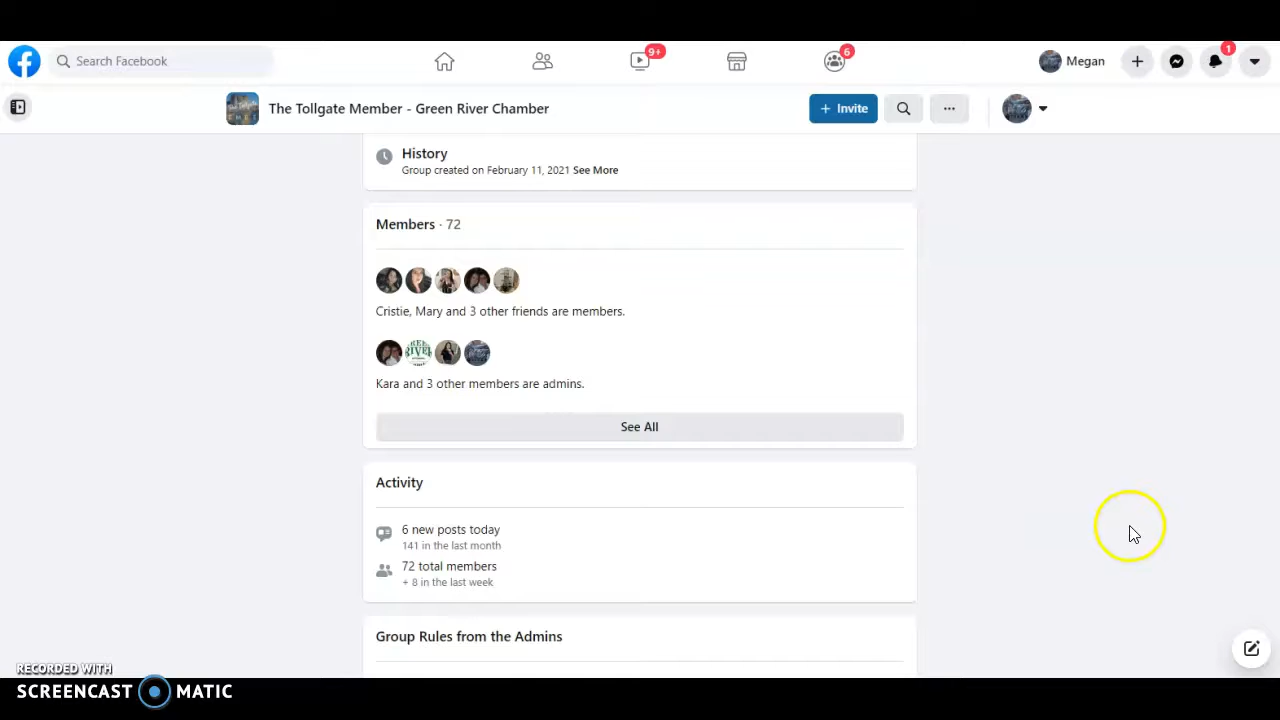 Search Facebook
9+
6
Megan
1
The Tollgate Member - Green River Chamber
+ Invite
History
Group created on February 11, 2021 See More
Members · 72
Cristie, Mary and 3 other friends are members.
Kara and 3 other members are admins.
See All
Activity
6 new posts today
141 in the last month
72 total members
+ 8 in the last week
Group Rules from the Admins
RECORDED WITH
SCREENCAST MATIC